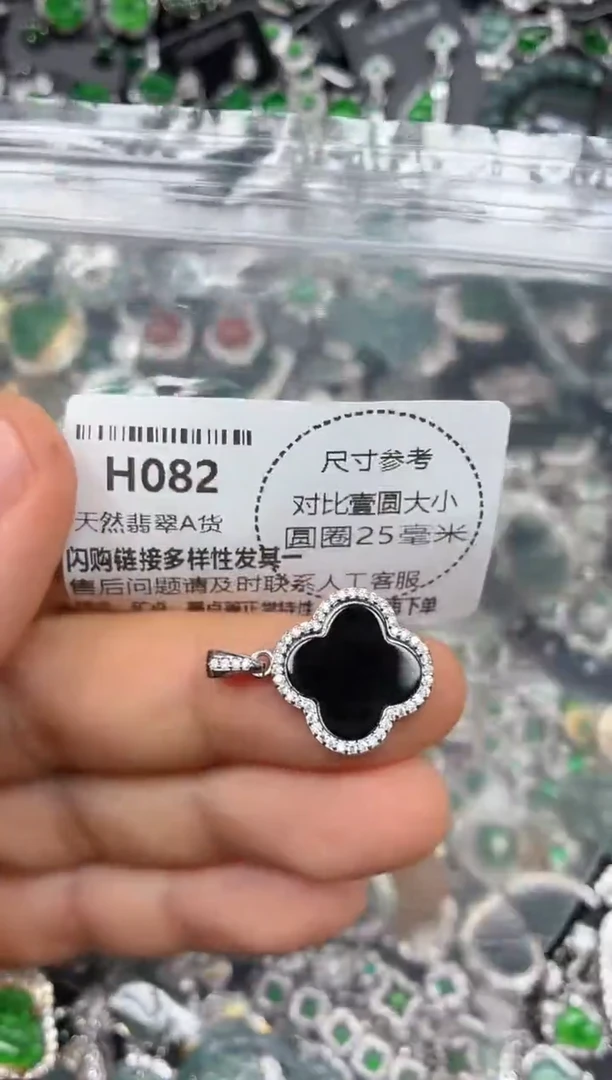 H082
尺寸参考
对比壹圆大小
圆圈25毫米
天然翡翠A货
闪购链接多样性发其一
售后问题请及时联系人工客服